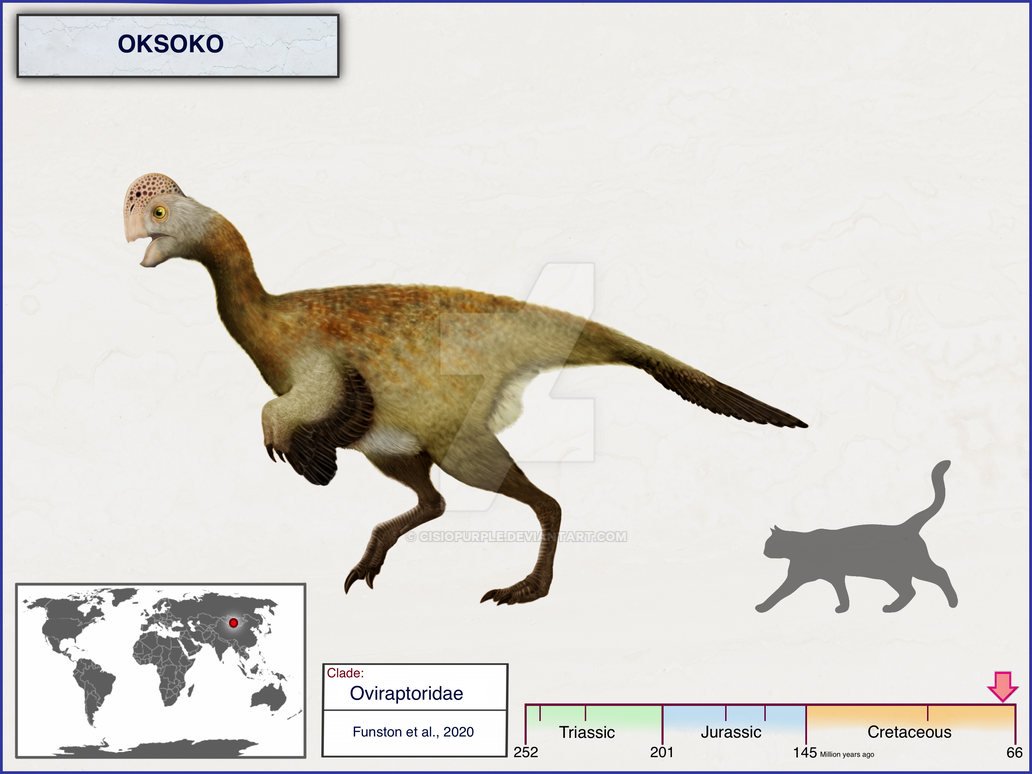 OKSOKO
© CISIOPURPLE.DEVIANTART.COM
Clade:
Oviraptoridae
Funston et al., 2020
Triassic Jurassic Cretaceous
252 201 145 Million years ago 66